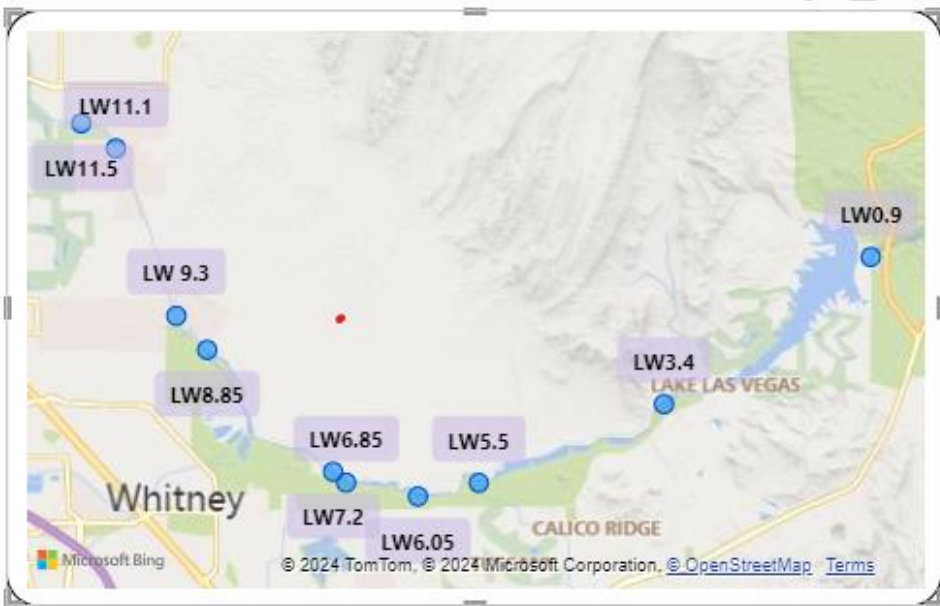 LW11.1
LW11.5
LW0.9
LW 9.3
LW3.4
LAKE LAS VEGAS
LW8.85
LW6.85
LW5.5
Whitney
LW7.2
CALICO RIDGE
LW6.05
Microsoft Bing
© 2024 TomTom, © 2024 Microsoft Corporation, © OpenStreetMap Terms